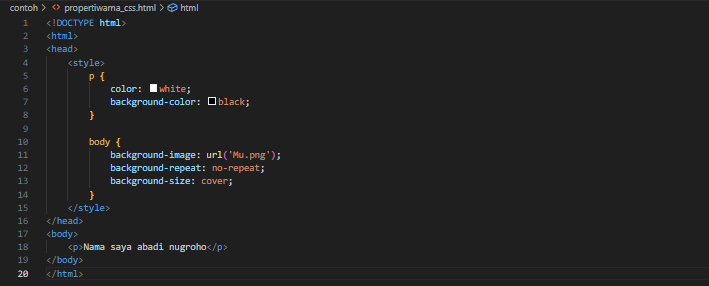 contoh > <> propertiwarna_css.html > html
1 <!DOCTYPE html>
2 <html>
3 <head>
4     <style>
5         p {
6             color: white;
7             background-color: black;
8         }
9
10         body {
11             background-image: url('Mu.png');
12             background-repeat: no-repeat;
13             background-size: cover;
14         }
15     </style>
16 </head>
17 <body>
18     <p>Nama saya abadi nugroho</p>
19 </body>
20 </html>